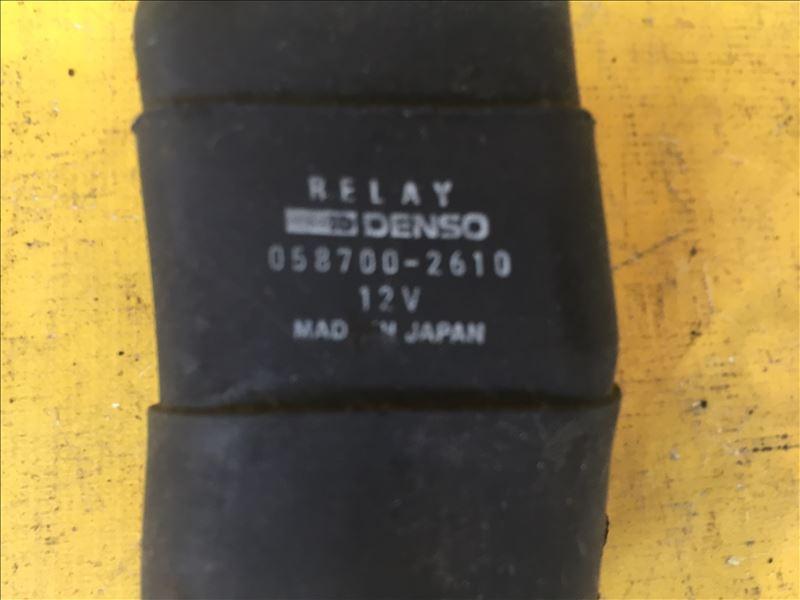 RELAY
DENSO
058700-2610
12V
JAPAN